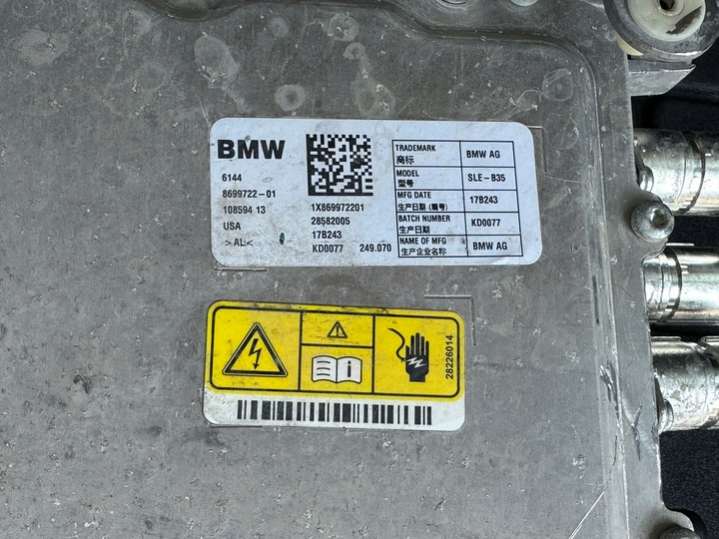 BMW
6144
8699722-01
108594 13
USA
>AL<
1X869972201
28582005
17B243
KD0077 249.070
TRADEMARK
商标
BMW AG
MODEL
型号
SLE-B35
MFG DATE
生产日期(编号)
17B243
BATCH NUMBER
生产日期(批号)
KD0077
NAME OF MFG
生产企业名称
BMW AG
i
28226014